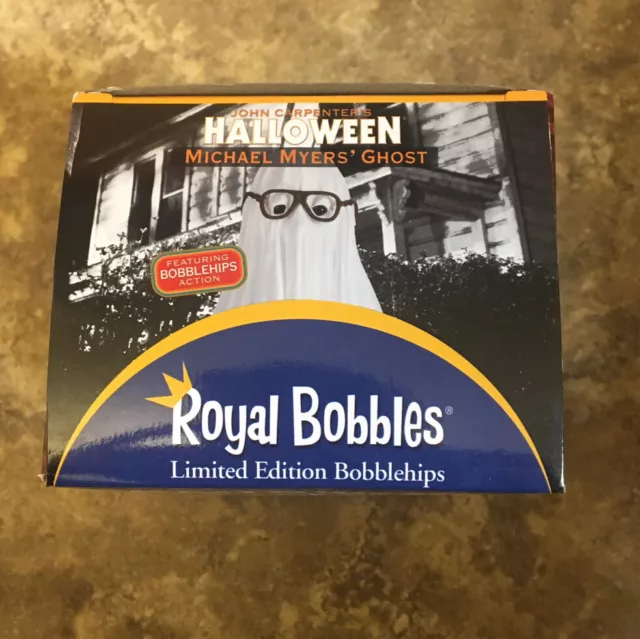 JOHN CARPENTER'S
HALLOWEEN
MICHAEL MYERS' GHOST
FEATURING
BOBBLEHIPS
ACTION
Royal Bobbles®
Limited Edition Bobblehips